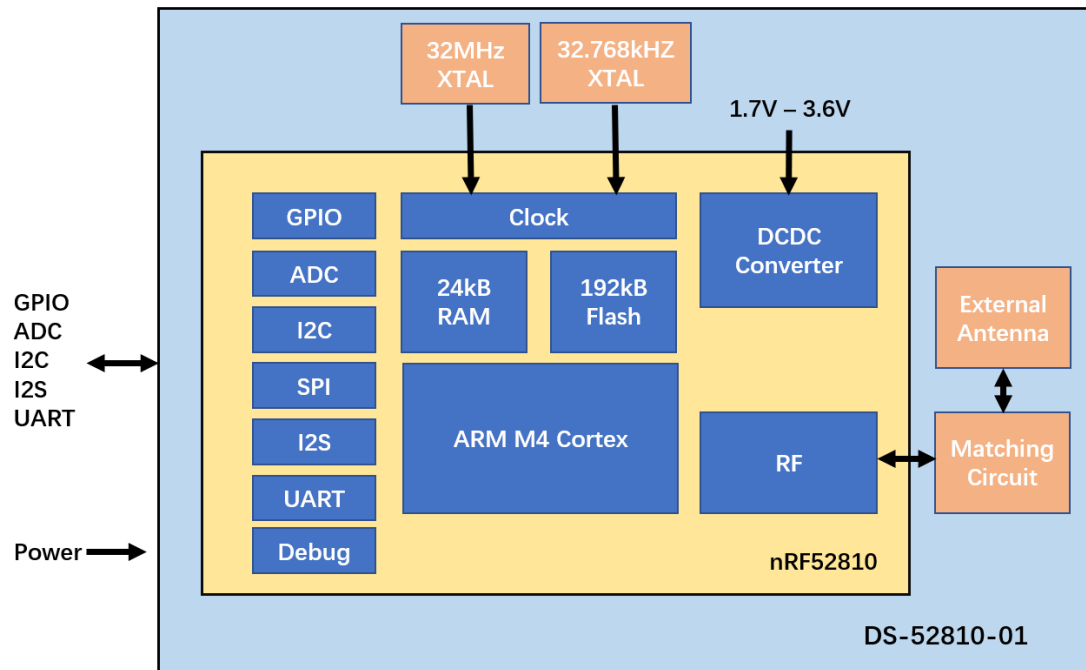 32MHz
XTAL
32.768kHZ
XTAL
1.7V – 3.6V
GPIO
Clock
DCDC
Converter
ADC
24kB
RAM
192kB
Flash
I2C
SPI
I2S
UART
Debug
ARM M4 Cortex
RF
nRF52810
External
Antenna
Matching
Circuit
GPIO
ADC
I2C
I2S
UART
Power
DS-52810-01